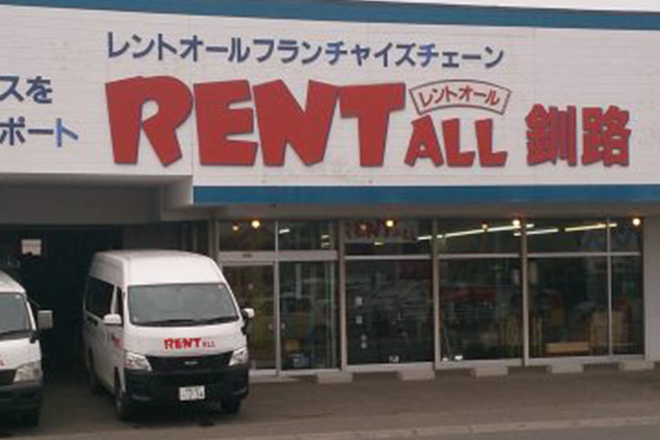 レントオールフランチャイズチェーン
スを
ポート
RENTALL
レントオール
釧路
RENT ALL
RENT ALL